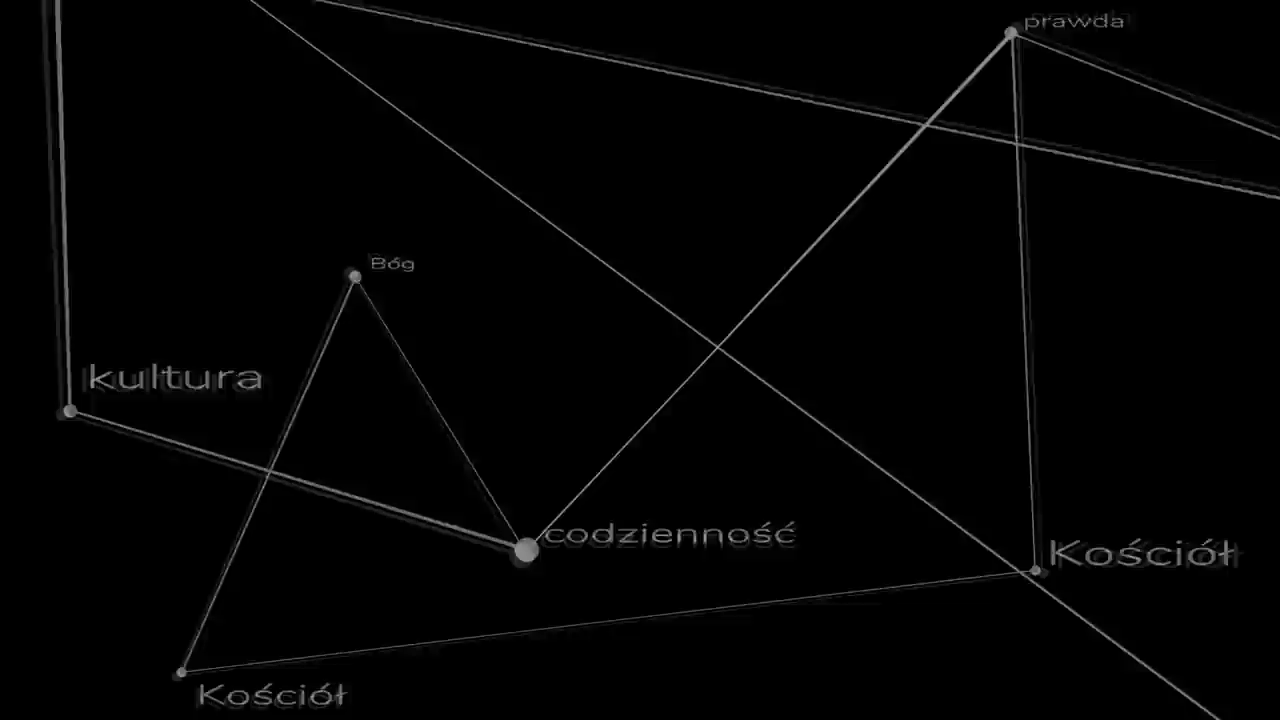 prawda
Bóg
kultura
codzienność
Kościół
Kościół